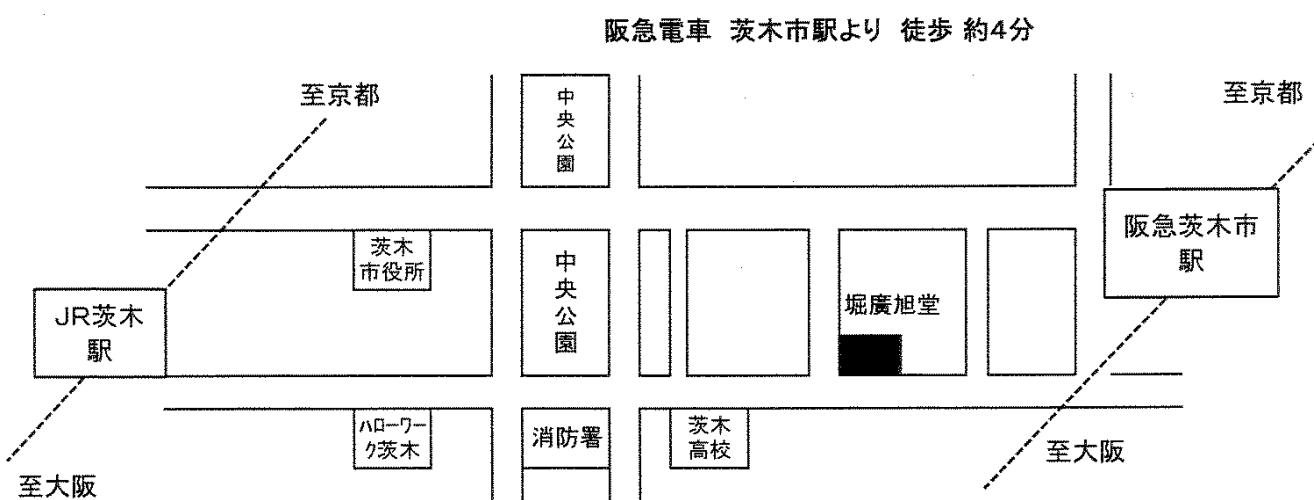 阪急電車 茨木市駅より 徒歩 約4分
至京都
中央公園
至京都
茨木
市役所
中央公園
阪急茨木市
駅
JR茨木
駅
堀廣旭堂
ハローワー
ク茨木
消防署
茨木
高校
至大阪
至大阪